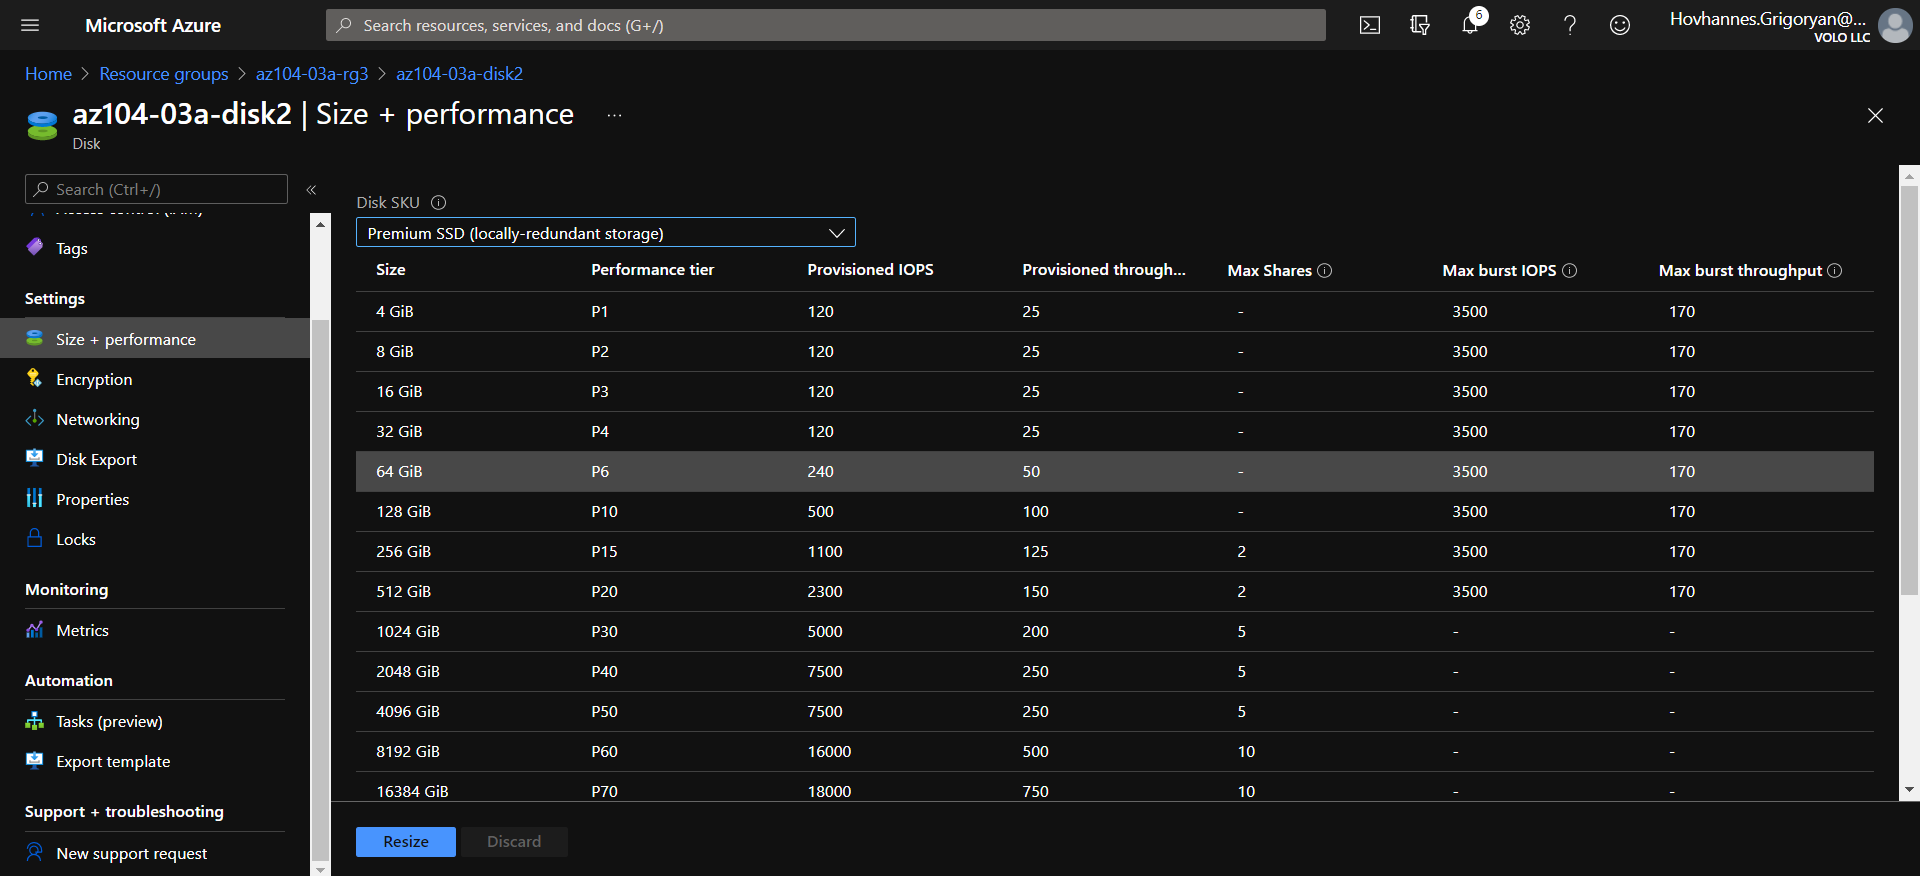 Microsoft Azure
Search resources, services, and docs (G+/)
6
Hovhannes.Grigoryan@...
VOLO LLC
Home > Resource groups > az104-03a-rg3 > az104-03a-disk2
az104-03a-disk2 | Size + performance ...
Disk
Search (Ctrl+/)
«
Access control (IAM)
Tags
Settings
Size + performance
Encryption
Networking
Disk Export
Properties
Locks
Monitoring
Metrics
Automation
Tasks (preview)
Export template
Support + troubleshooting
New support request
Disk SKU
Premium SSD (locally-redundant storage)
Size Performance tier Provisioned IOPS Provisioned through... Max Shares Max burst IOPS Max burst throughput
4 GiB P1 120 25 - 3500 170
8 GiB P2 120 25 - 3500 170
16 GiB P3 120 25 - 3500 170
32 GiB P4 120 25 - 3500 170
64 GiB P6 240 50 - 3500 170
128 GiB P10 500 100 - 3500 170
256 GiB P15 1100 125 2 3500 170
512 GiB P20 2300 150 2 3500 170
1024 GiB P30 5000 200 5 - -
2048 GiB P40 7500 250 5 - -
4096 GiB P50 7500 250 5 - -
8192 GiB P60 16000 500 10 - -
16384 GiB P70 18000 750 10 - -
Resize Discard